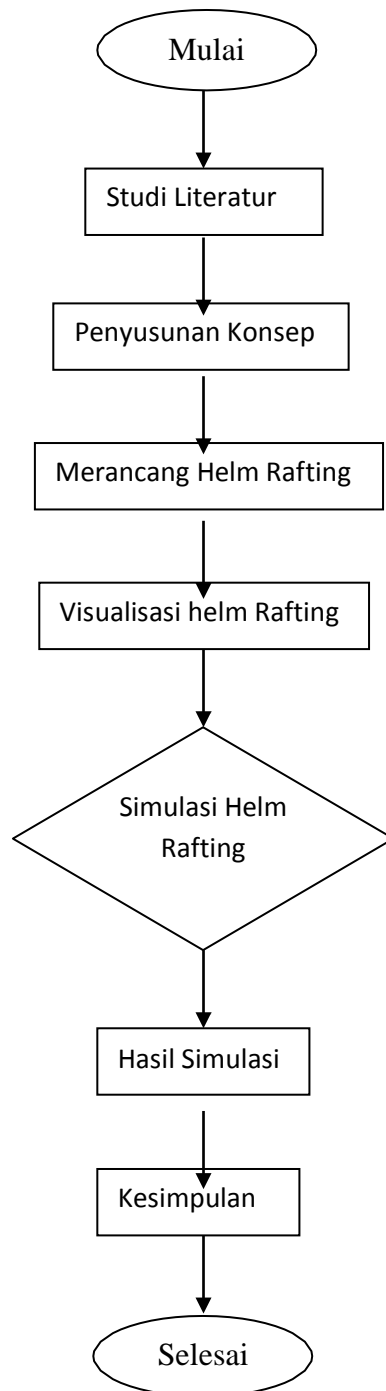 Mulai
Studi Literatur
Penyusunan Konsep
Merancang Helm Rafting
Visualisasi helm Rafting
Simulasi Helm
Rafting
Hasil Simulasi
Kesimpulan
Selesai